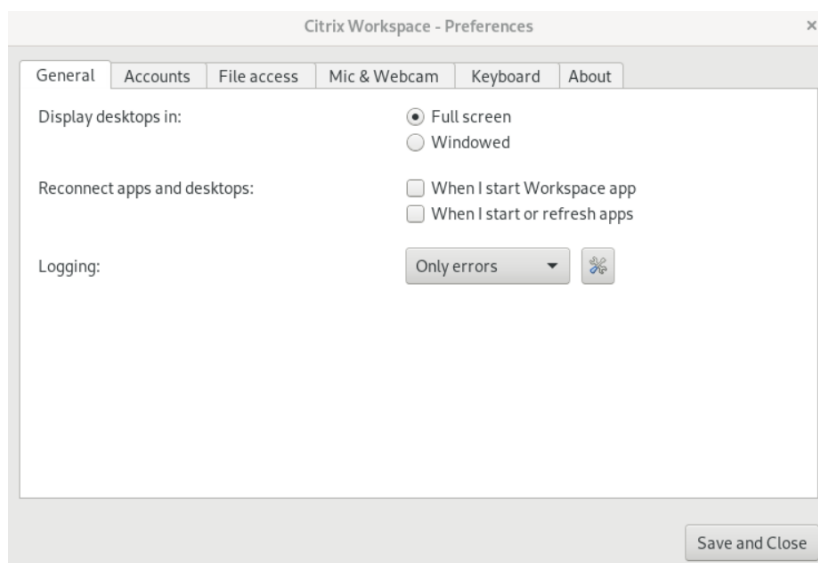 Citrix Workspace - Preferences ×
General Accounts File access Mic & Webcam Keyboard About
Display desktops in: Full screen
Windowed
Reconnect apps and desktops: When I start Workspace app
When I start or refresh apps
Logging: Only errors
Save and Close